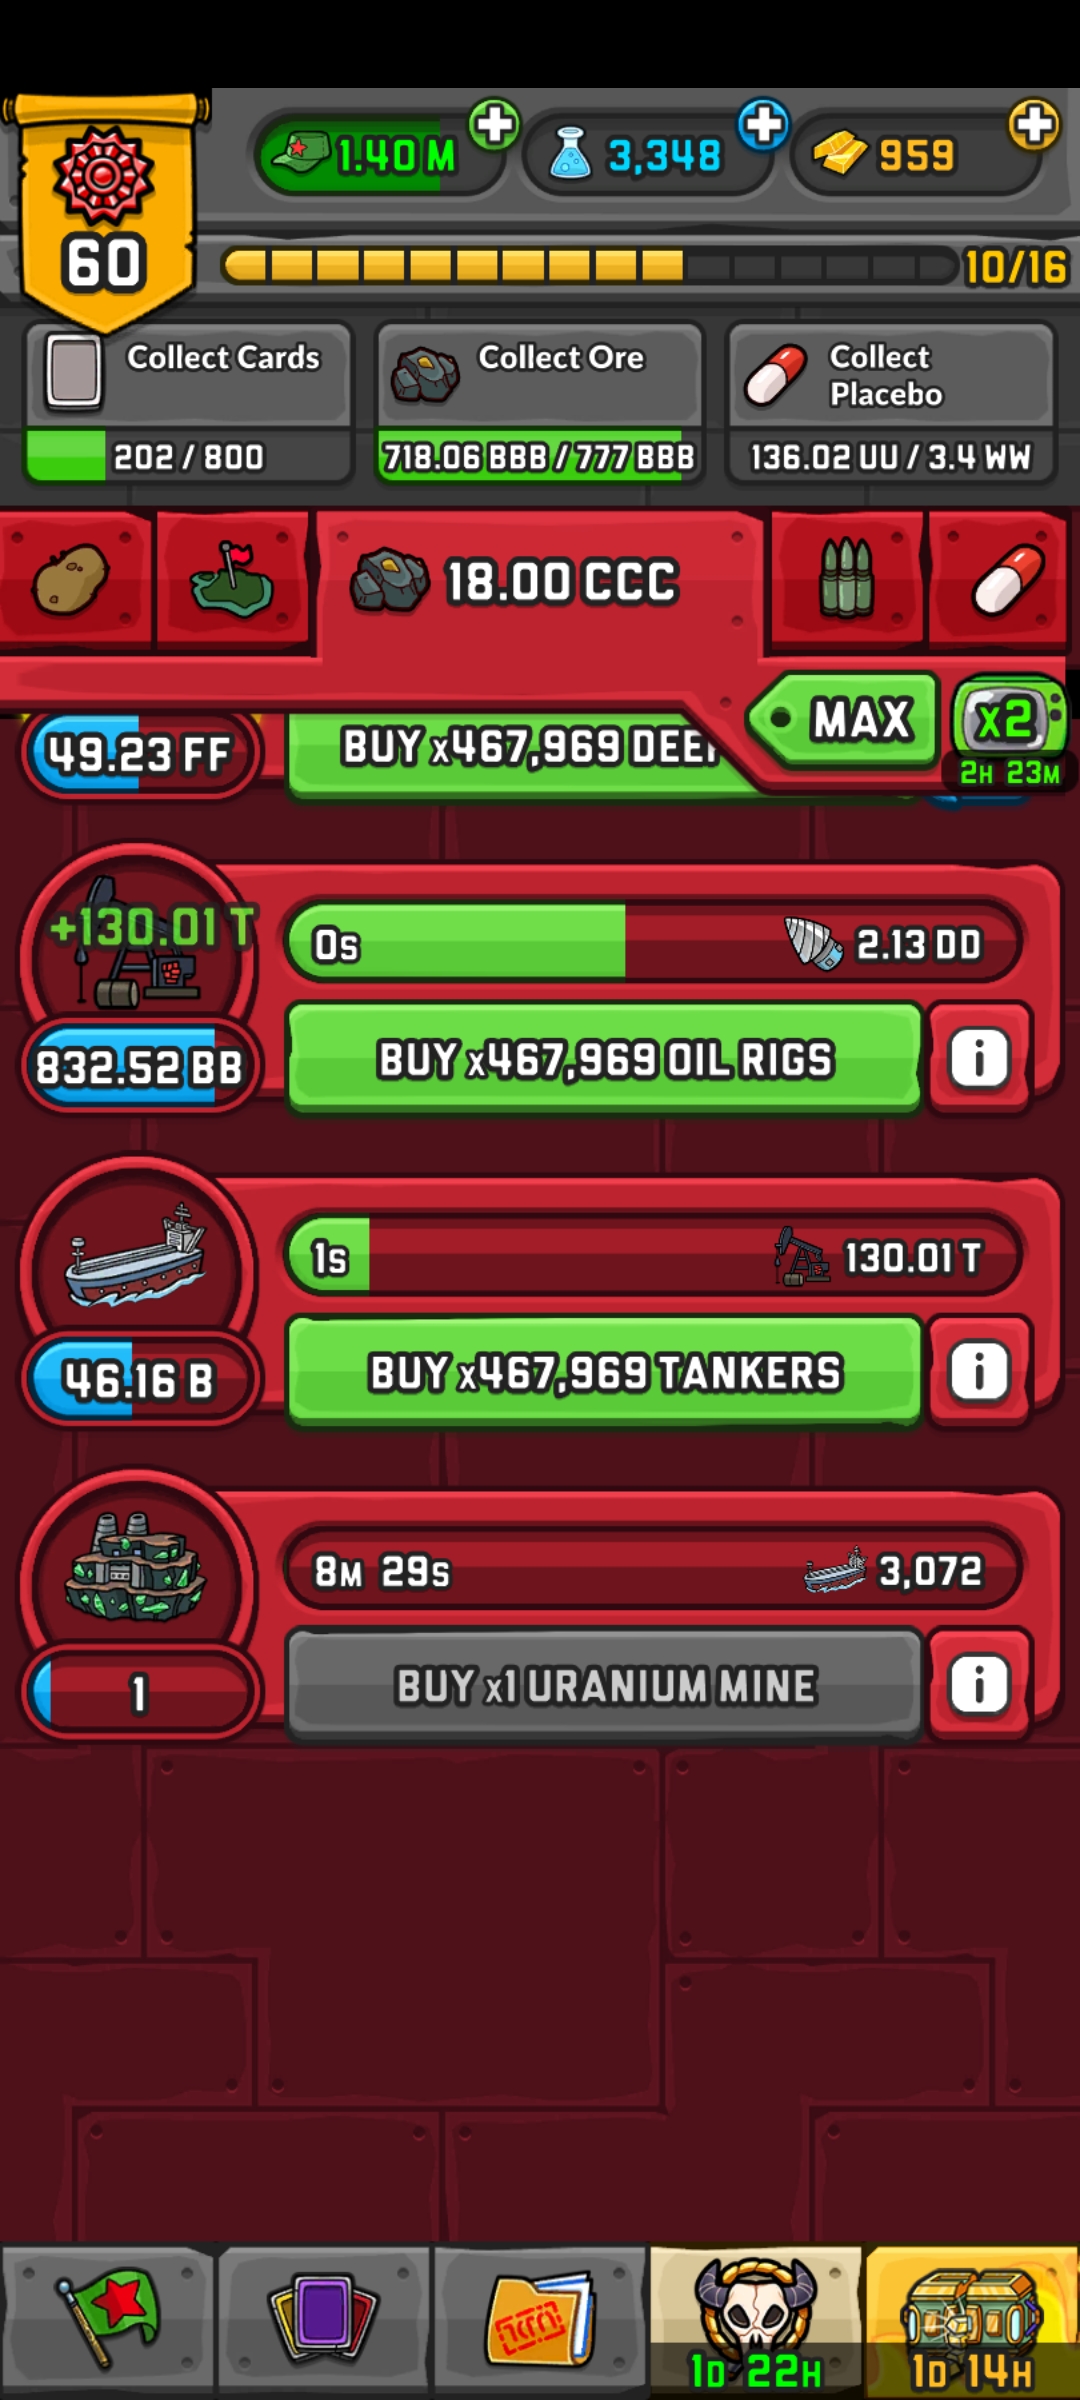 1.40 M
3,348
959
60
10/16
Collect Cards
202 / 800
Collect Ore
718.06 BBB / 777 BBB
Collect
Placebo
136.02 UU / 3.4 WW
18.00 CCC
MAX
x2
2H 23M
49.23 FF
BUY x467,969
+130.01 T
0s
2.13 DD
832.52 BB
BUY x467,969 OIL RIGS
i
1s
130.01 T
46.16 B
BUY x467,969 TANKERS
i
8M 29s
3,072
1
BUY x1 URANIUM MINE
i
1D 22H
1D 14H